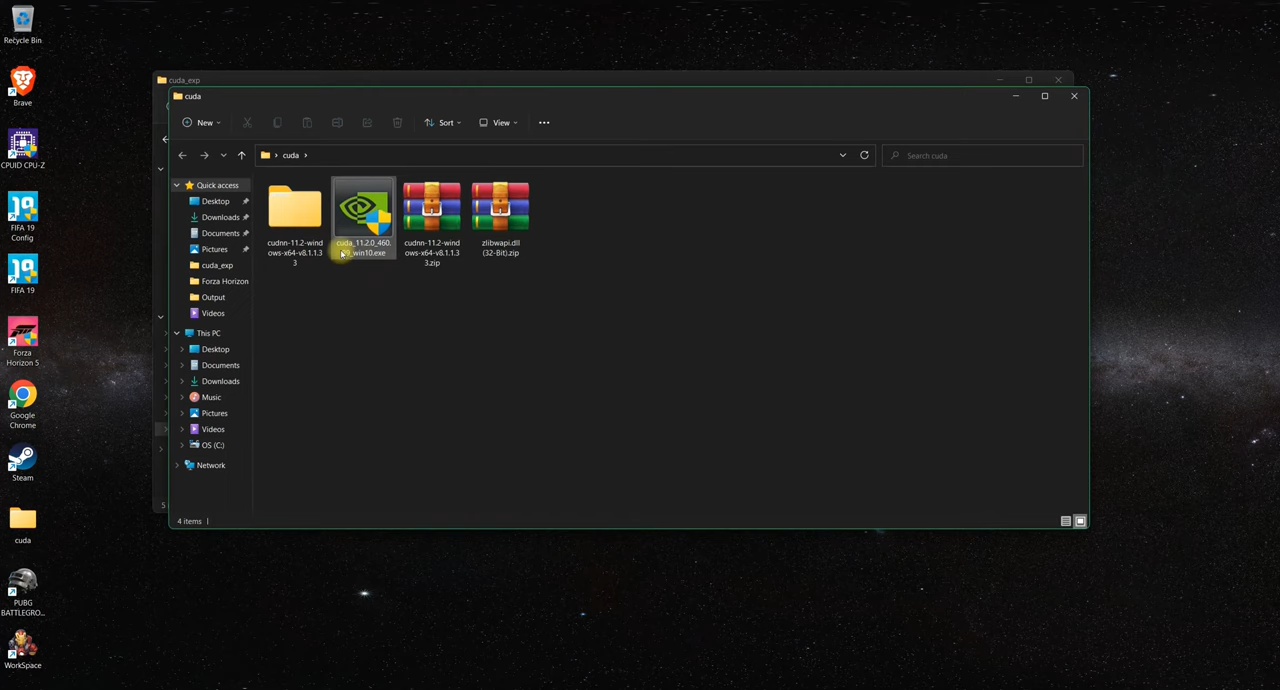 Recycle Bin
Brave
CPUID CPU-Z
FIFA 19
Config
FIFA 19
Forza
Horizon 5
Google
Chrome
Steam
cuda
PUBG
BATTLEGRO...
WorkSpace
cuda_exp
cuda
New
Sort
View
cuda
Search cuda
Quick access
Desktop
Downloads
Documents
Pictures
cuda_exp
Forza Horizon
Output
Videos
This PC
Desktop
Documents
Downloads
Music
Pictures
Videos
OS (C:)
Network
cudnn-11.2-wind
ows-x64-v8.1.1.3
3
cuda_11.2.0_460.
_win10.exe
cudnn-11.2-wind
ows-x64-v8.1.1.3
3.zip
zlibwapi.dll
(32-Bit).zip
5
4 items